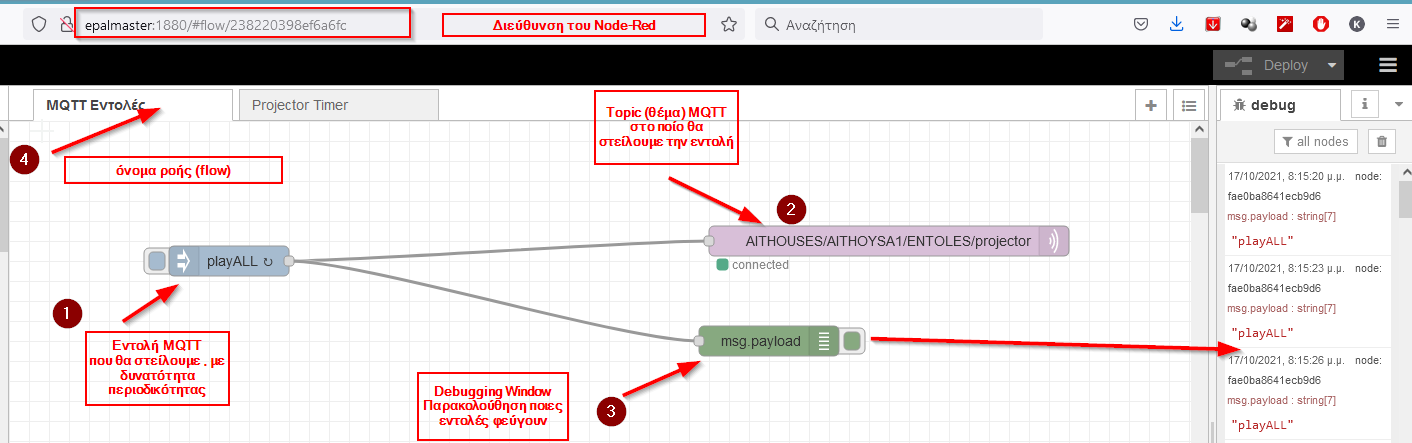 epalmaster:1880/#flow/238220398ef6a6fc
Διεύθυνση του Node-Red
Αναζήτηση
K
Deploy
MQTT Εντολές
Projector Timer
debug
i
all nodes
4
όνομα ροής (flow)
Topic (θέμα) MQTT
στο ποίο θα
στείλουμε την εντολή
2
playALL ↻
AITHOUSES/AITHOYSA1/ENTOLES/projector
connected
1
Εντολή MQTT
που θα στείλουμε , με
δυνατότητα
περιοδικότητας
msg.payload
3
Debugging Window
Παρακολούθηση ποιες
εντολές φεύγουν
17/10/2021, 8:15:20 μ.μ. node:
fae0ba8641ecb9d6
msg.payload : string[7]
"playALL"
17/10/2021, 8:15:23 μ.μ. node:
fae0ba8641ecb9d6
msg.payload : string[7]
"playALL"
17/10/2021, 8:15:26 μ.μ. node:
fae0ba8641ecb9d6
msg.payload : string[7]
"playALL"